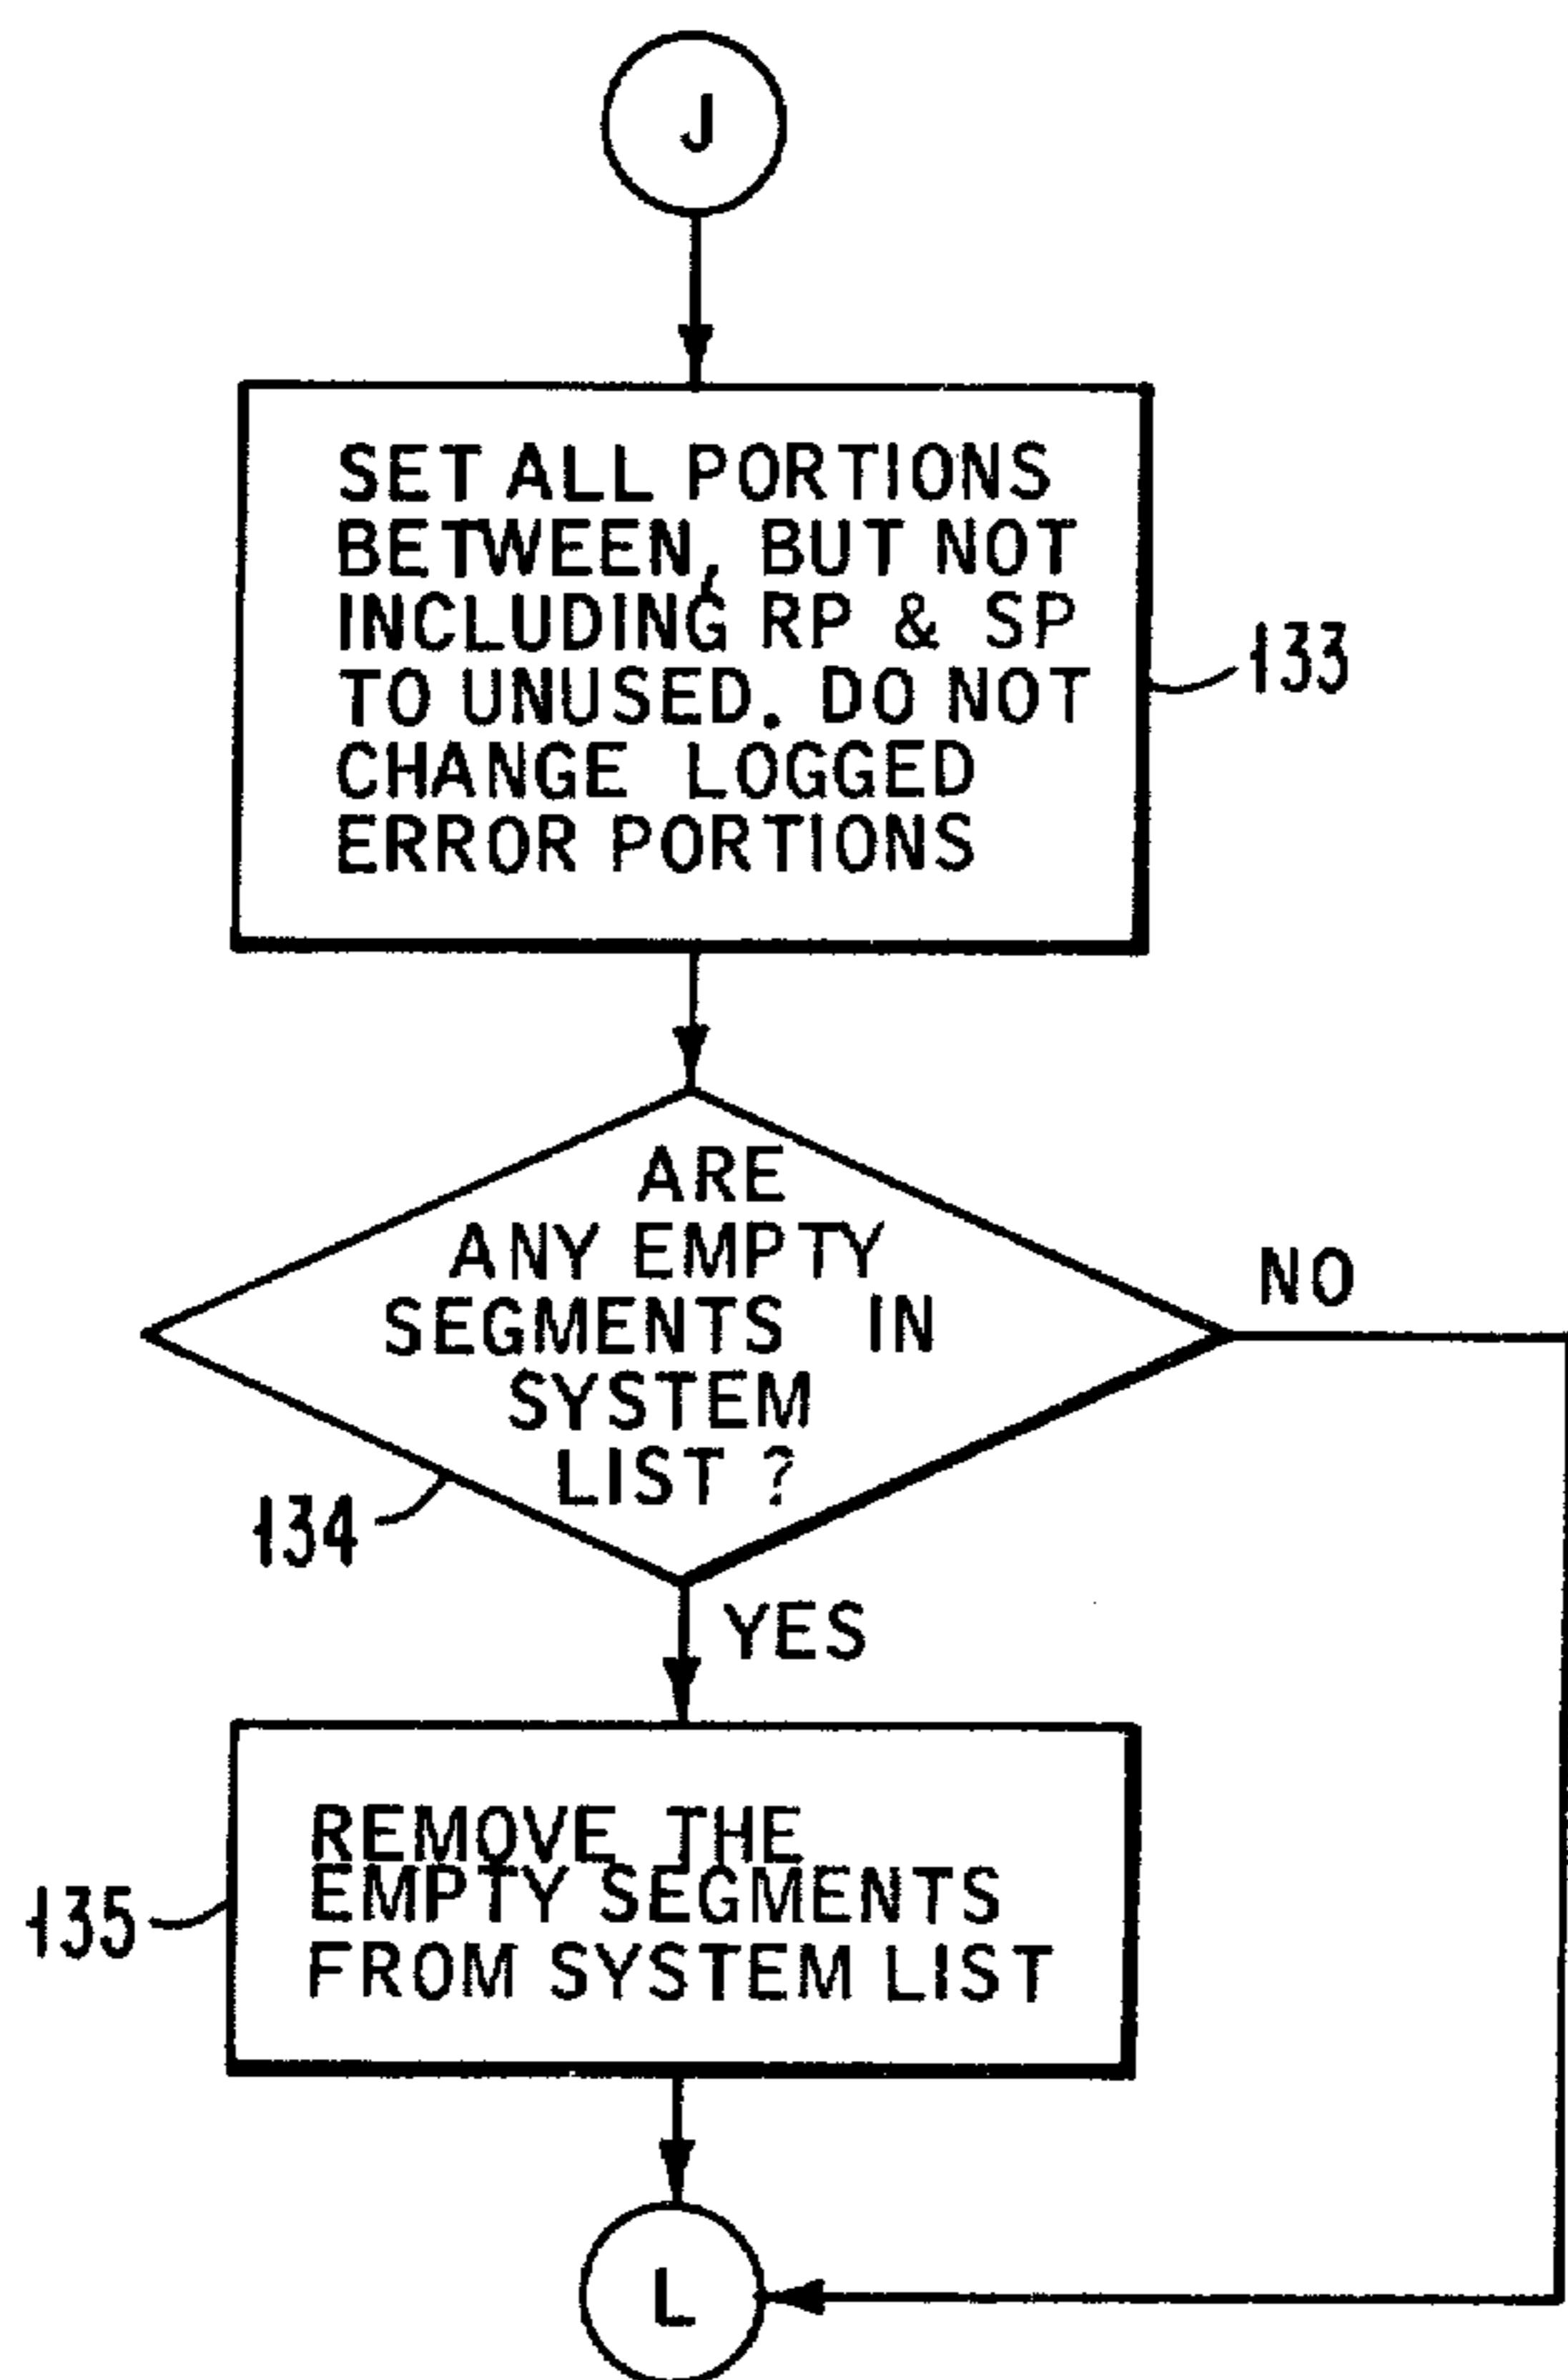 J
SET ALL PORTIONS
BETWEEN, BUT NOT
INCLUDING RP & SP
TO UNUSED. DO NOT
CHANGE LOGGED
ERROR PORTIONS
133
ARE
ANY EMPTY
SEGMENTS IN
SYSTEM
LIST ?
NO
134
YES
REMOVE THE
EMPTY SEGMENTS
FROM SYSTEM LIST
135
L